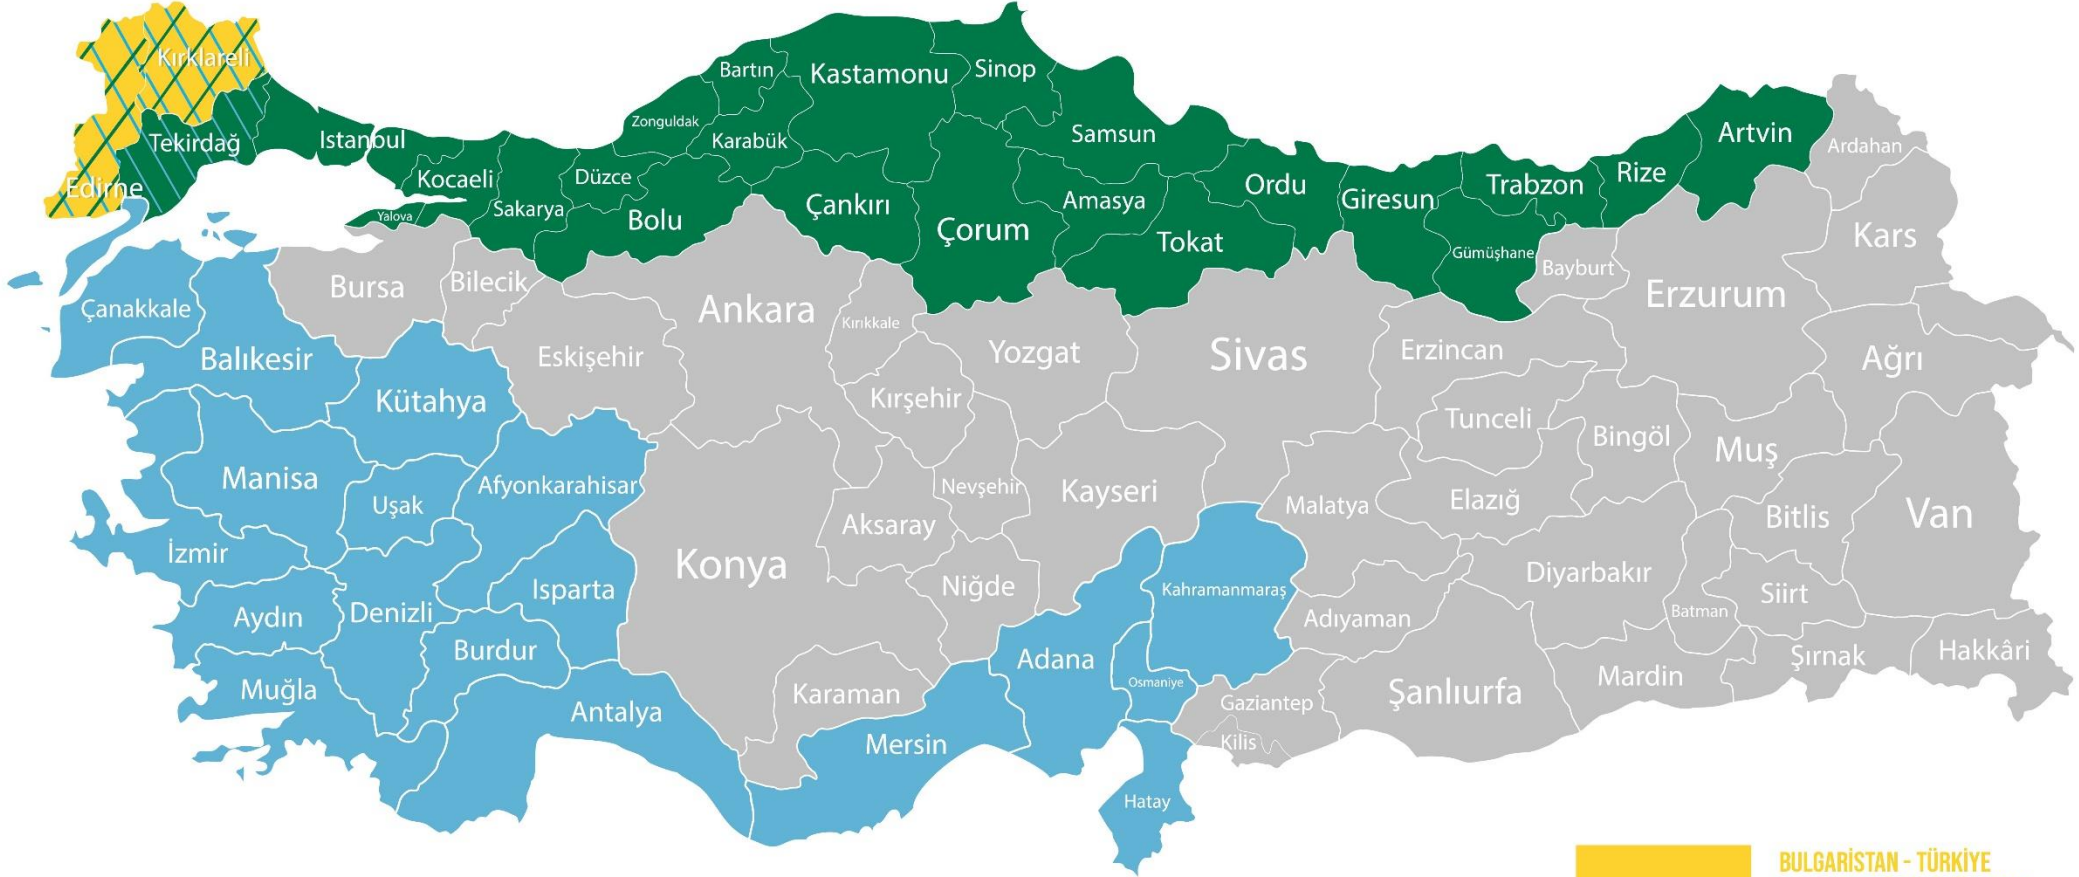 Kırklareli
Tekirdağ
Edirne
Istanbul
Kocaeli
Yalova
Sakarya
Düzce
Bolu
Zonguldak
Bartın
Karabük
Kastamonu
Çankırı
Sinop
Çorum
Samsun
Amasya
Tokat
Ordu
Giresun
Trabzon
Gümüşhane
Rize
Artvin
Ardahan
Kars
Bayburt
Erzurum
Çanakkale
Balıkesir
Bursa
Bilecik
Eskişehir
Ankara
Kırıkkale
Yozgat
Sivas
Erzincan
Ağrı
Kütahya
Kırşehir
Tunceli
Bingöl
Muş
Manisa
Uşak
Afyonkarahisar
Nevşehir
Kayseri
Malatya
Elazığ
Bitlis
Van
İzmir
Konya
Aksaray
Niğde
Kahramanmaraş
Diyarbakır
Aydın
Denizli
Isparta
Adıyaman
Batman
Siirt
Burdur
Adana
Osmaniye
Şırnak
Hakkâri
Muğla
Antalya
Karaman
Mersin
Gaziantep
Şanlıurfa
Mardin
Kilis
Hatay
BULGARİSTAN - TÜRKİYE